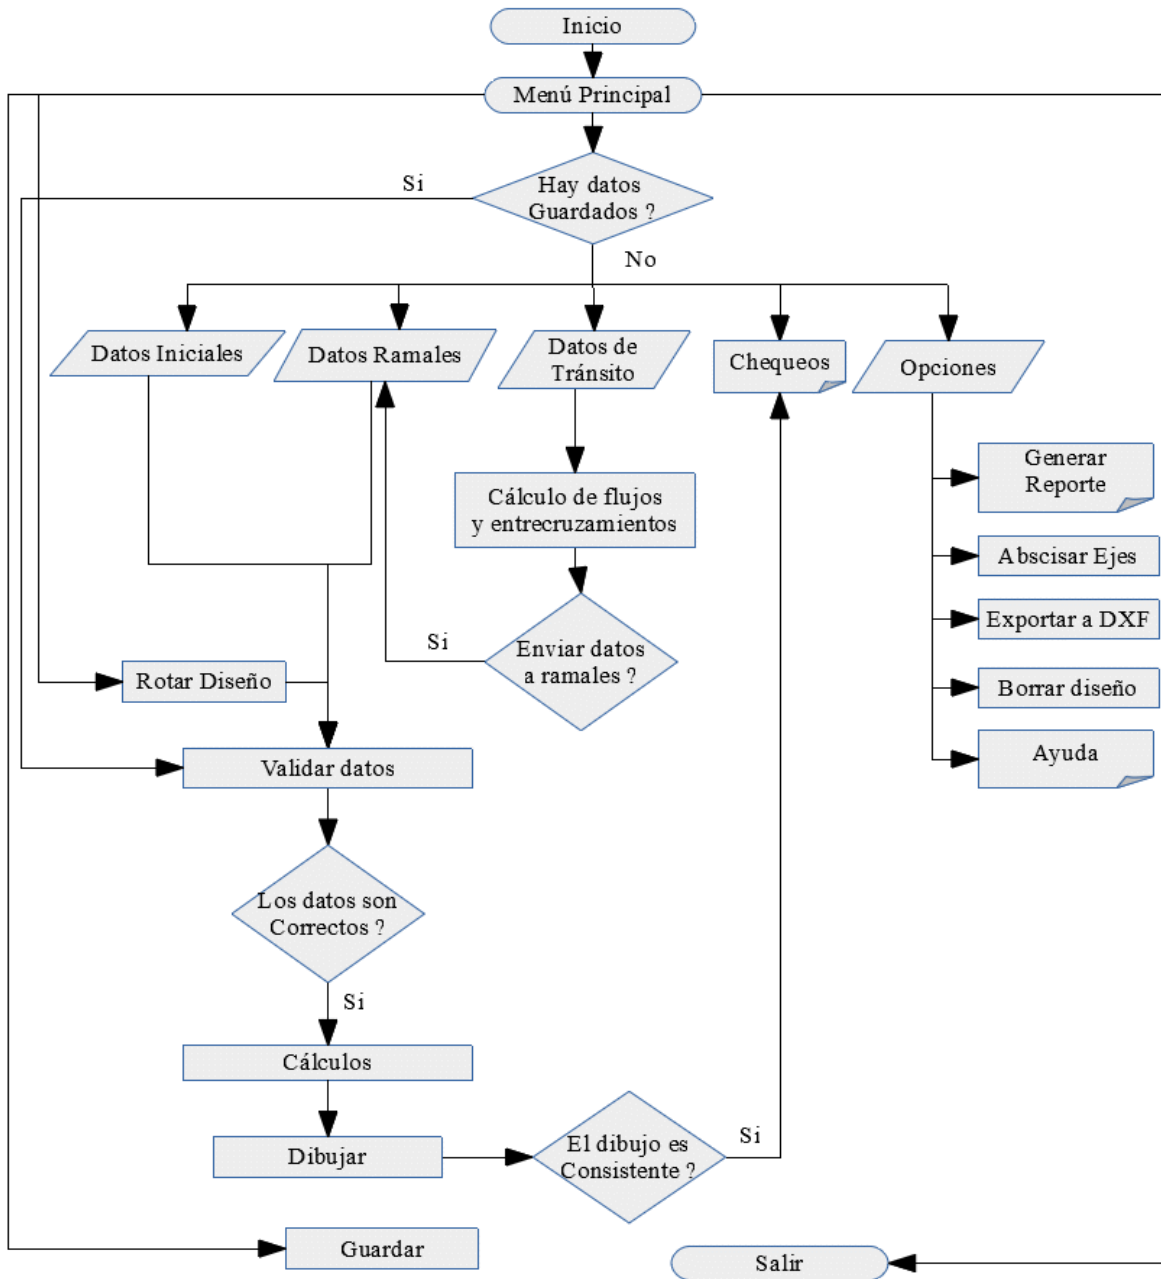 Inicio
Menú Principal
Si
Hay datos
Guardados ?
No
Datos Iniciales
Datos Ramales
Datos de
Tránsito
Chequeos
Opciones
Generar
Reporte
Cálculo de flujos
y entrecruzamientos
Abscisar Ejes
Exportar a DXF
Si
Enviar datos
a ramales ?
Rotar Diseño
Borrar diseño
Ayuda
Validar datos
Los datos son
Correctos ?
Si
Cálculos
Si
El dibujo es
Consistente ?
Dibujar
Guardar
Salir